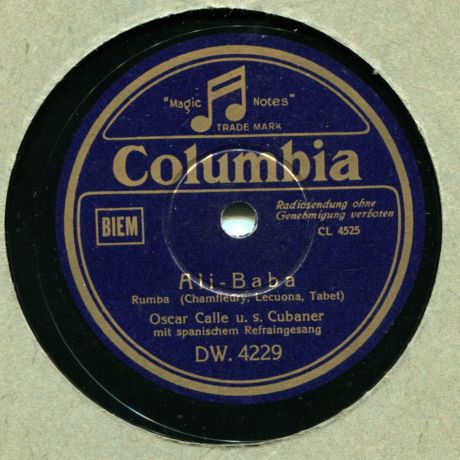 "Magic Notes"
TRADE MARK
Columbia
Radiosendung ohne
Genehmigung verboten
BIEM
CL 4525
Ali-Baba
Rumba (Chamfleury, Lecuona, Tabet)
Oscar Calle u. s. Cubaner
mit spanischem Refraingesang
DW. 4229